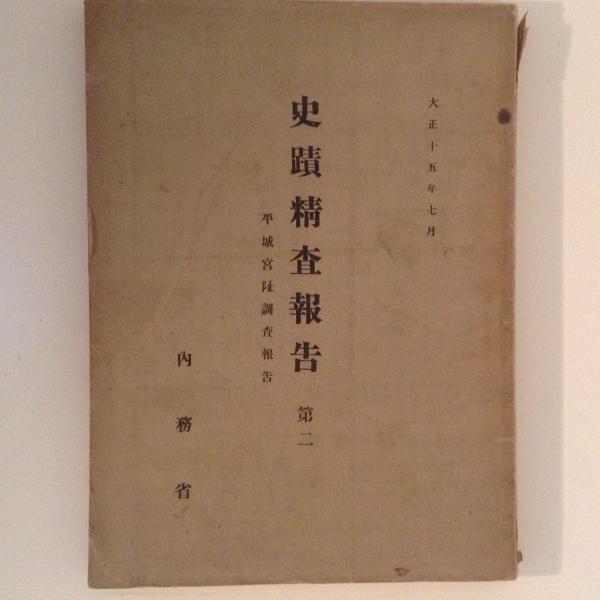 大正十五年七月
史蹟精査報告 第二
平城宮阯調査報告
內務省